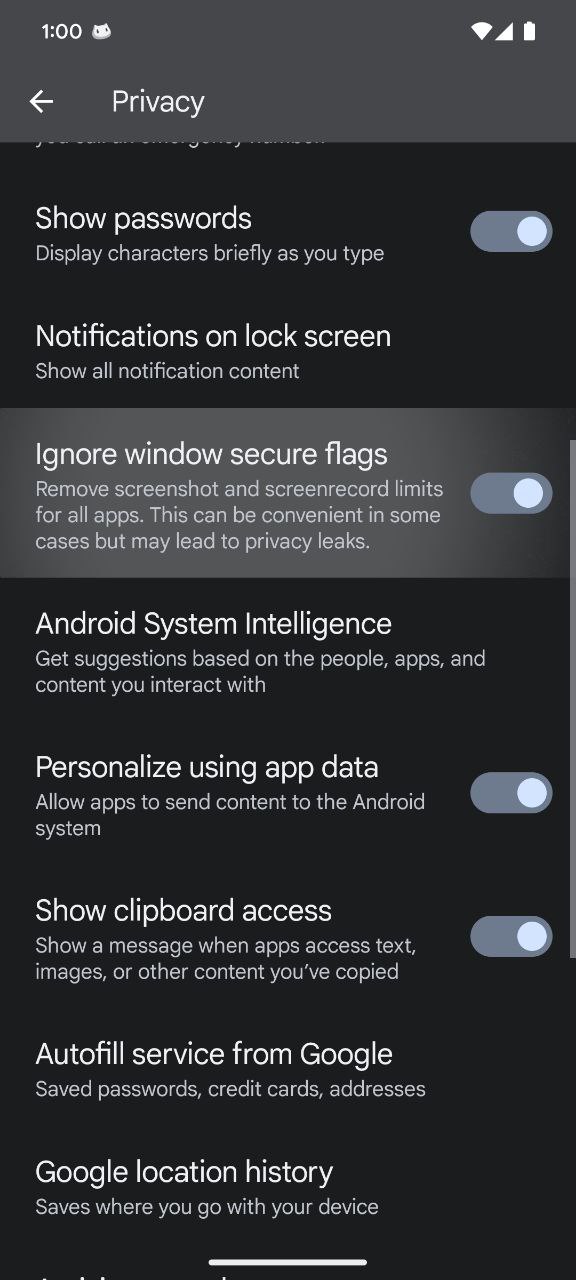 1:00
Privacy
Show passwords
Display characters briefly as you type
Notifications on lock screen
Show all notification content
Ignore window secure flags
Remove screenshot and screenrecord limits
for all apps. This can be convenient in some
cases but may lead to privacy leaks.
Android System Intelligence
Get suggestions based on the people, apps, and
content you interact with
Personalize using app data
Allow apps to send content to the Android
system
Show clipboard access
Show a message when apps access text,
images, or other content you’ve copied
Autofill service from Google
Saved passwords, credit cards, addresses
Google location history
Saves where you go with your device